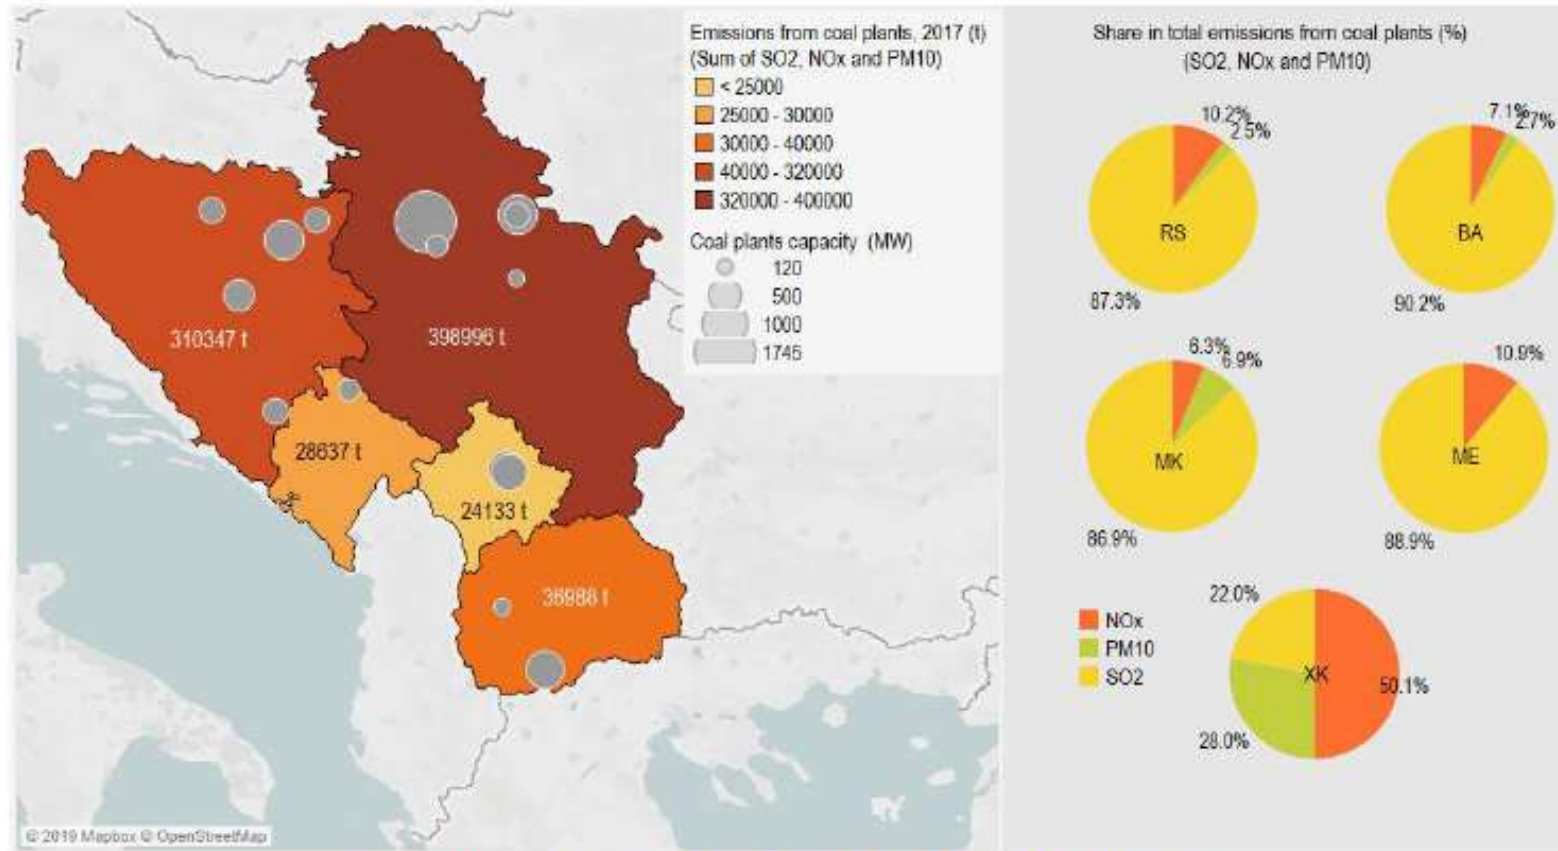 Emissions from coal plants, 2017 (t)
(Sum of SO2, NOx and PM10)
< 25000
25000 - 30000
30000 - 40000
40000 - 320000
320000 - 400000
Coal plants capacity (MW)
120
500
1000
1745
310347 t
398996 t
28637 t
24133 t
36988 t
© 2019 Mapbox © OpenStreetMap
Share in total emissions from coal plants (%)
(SO2, NOx and PM10)
10.2%
2.5%
RS
87.3%
7.1%
2.7%
BA
90.2%
6.3%
6.9%
MK
86.9%
10.9%
ME
88.9%
NOx
PM10
SO2
22.0%
XK
50.1%
28.0%